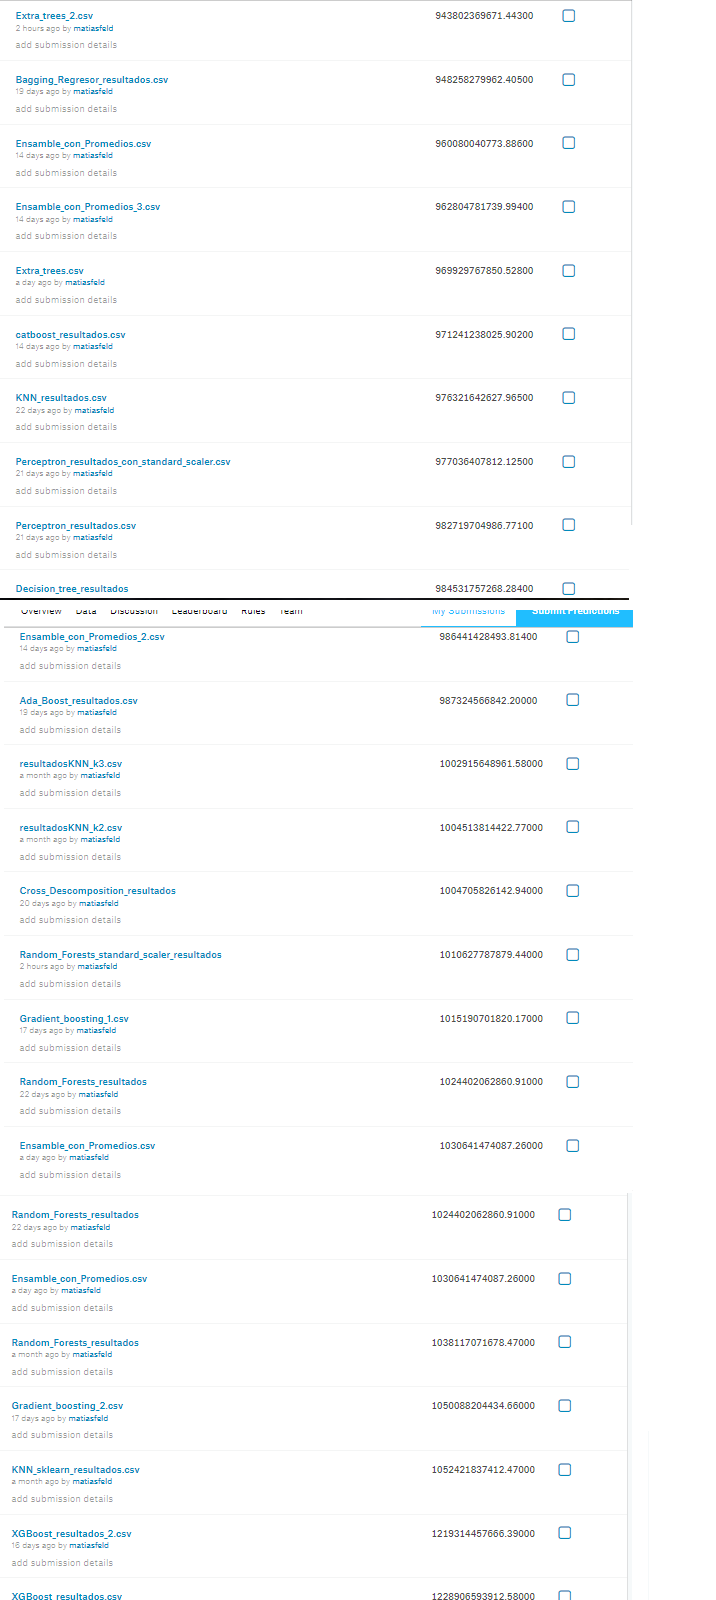 Extra_trees_2.csv 943802369671.44300
2 hours ago by matiasfeld
add submission details
Bagging_Regresor_resultados.csv 948258279962.40500
19 days ago by matiasfeld
add submission details
Ensamble_con_Promedios.csv 960080040773.88600
14 days ago by matiasfeld
add submission details
Ensamble_con_Promedios_3.csv 962804781739.99400
14 days ago by matiasfeld
add submission details
Extra_trees.csv 969929767850.52800
a day ago by matiasfeld
add submission details
catboost_resultados.csv 971241238025.90200
14 days ago by matiasfeld
add submission details
KNN_resultados.csv 976321642627.96500
22 days ago by matiasfeld
add submission details
Perceptron_resultados_con_standard_scaler.csv 977036407812.12500
21 days ago by matiasfeld
add submission details
Perceptron_resultados.csv 982719704986.77100
21 days ago by matiasfeld
add submission details
Decision_tree_resultados 984531757268.28400
Overview Data Discussion Leaderboard Rules Team My Submissions Submit Predictions
Ensamble_con_Promedios_2.csv 986441428493.81400
14 days ago by matiasfeld
add submission details
Ada_Boost_resultados.csv 987324566842.20000
19 days ago by matiasfeld
add submission details
resultadosKNN_k3.csv 1002915648961.58000
a month ago by matiasfeld
add submission details
resultadosKNN_k2.csv 1004513814422.77000
a month ago by matiasfeld
add submission details
Cross_Descomposition_resultados 1004705826142.94000
20 days ago by matiasfeld
add submission details
Random_Forests_standard_scaler_resultados 1010627787879.44000
2 hours ago by matiasfeld
add submission details
Gradient_boosting_1.csv 1015190701820.17000
17 days ago by matiasfeld
add submission details
Random_Forests_resultados 1024402062860.91000
22 days ago by matiasfeld
add submission details
Ensamble_con_Promedios.csv 1030641474087.26000
a day ago by matiasfeld
add submission details
Random_Forests_resultados 1024402062860.91000
22 days ago by matiasfeld
add submission details
Ensamble_con_Promedios.csv 1030641474087.26000
a day ago by matiasfeld
add submission details
Random_Forests_resultados 1038117071678.47000
a month ago by matiasfeld
add submission details
Gradient_boosting_2.csv 1050088204434.66000
17 days ago by matiasfeld
add submission details
KNN_sklearn_resultados.csv 1052421837412.47000
a month ago by matiasfeld
add submission details
XGBoost_resultados_2.csv 1219314457666.39000
16 days ago by matiasfeld
add submission details
XGBoost_resultados.csv 1228906593912.58000